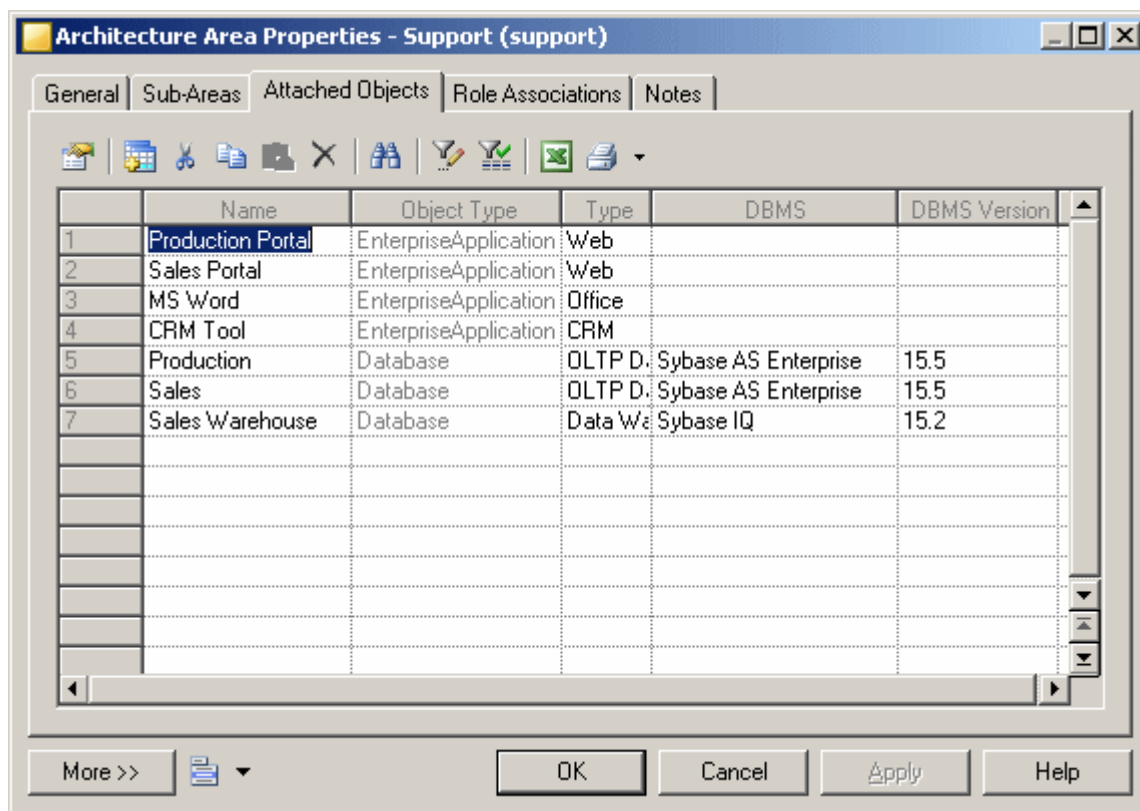 Architecture Area Properties - Support (support)
General Sub-Areas Attached Objects Role Associations Notes
Name Object Type Type DBMS DBMS Version
1 Production Portal EnterpriseApplication Web
2 Sales Portal EnterpriseApplication Web
3 MS Word EnterpriseApplication Office
4 CRM Tool EnterpriseApplication CRM
5 Production Database OLTP D Sybase AS Enterprise 15.5
6 Sales Database OLTP D Sybase AS Enterprise 15.5
7 Sales Warehouse Database Data Wa Sybase IQ 15.2
More >> OK Cancel Apply Help